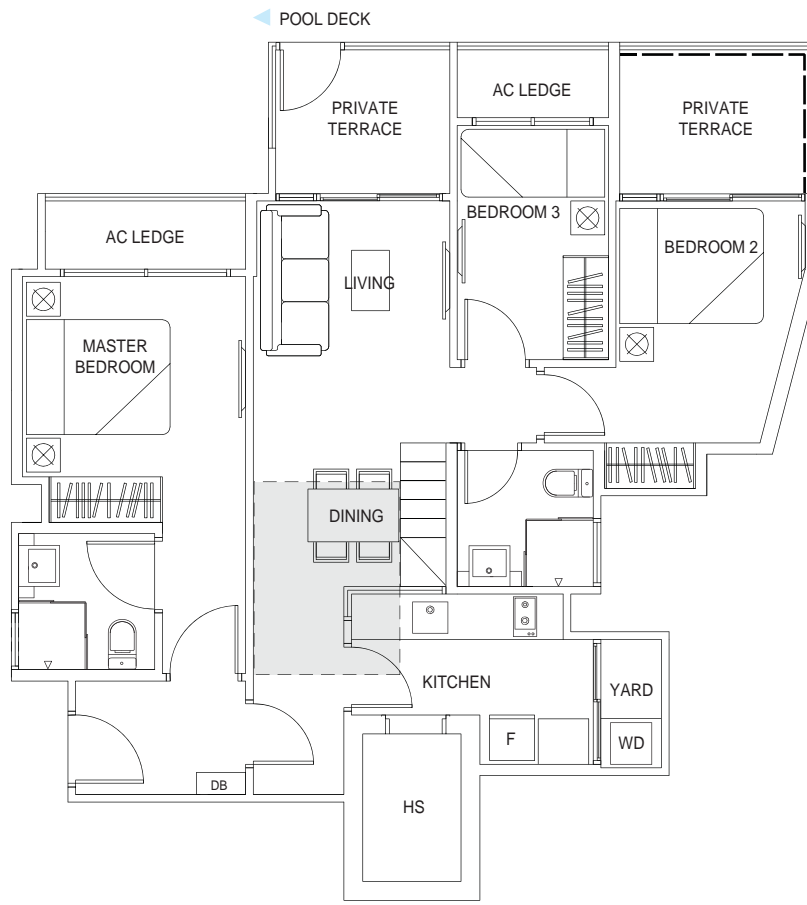 POOL DECK
PRIVATE
TERRACE
AC LEDGE
PRIVATE
TERRACE
AC LEDGE
BEDROOM 3
BEDROOM 2
LIVING
MASTER
BEDROOM
DINING
KITCHEN
YARD
F
WD
DB
HS